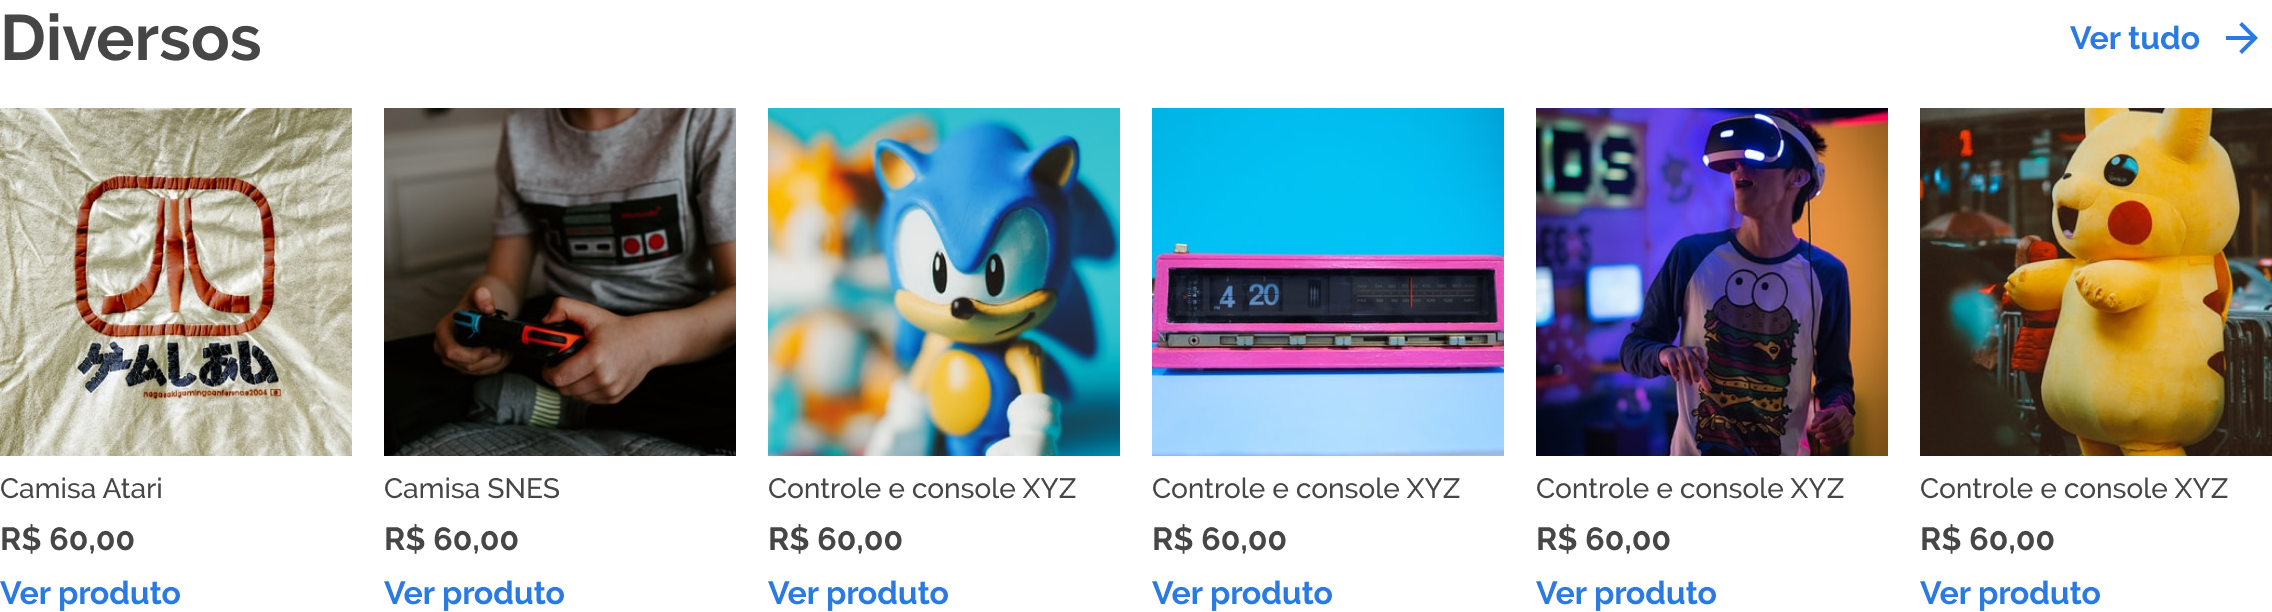 Diversos
Ver tudo
ゲームしあい
nagasakigamingconference2004
4 20
Camisa Atari
R$ 60,00
Ver produto
Camisa SNES
R$ 60,00
Ver produto
Controle e console XYZ
R$ 60,00
Ver produto
Controle e console XYZ
R$ 60,00
Ver produto
Controle e console XYZ
R$ 60,00
Ver produto
Controle e console XYZ
R$ 60,00
Ver produto